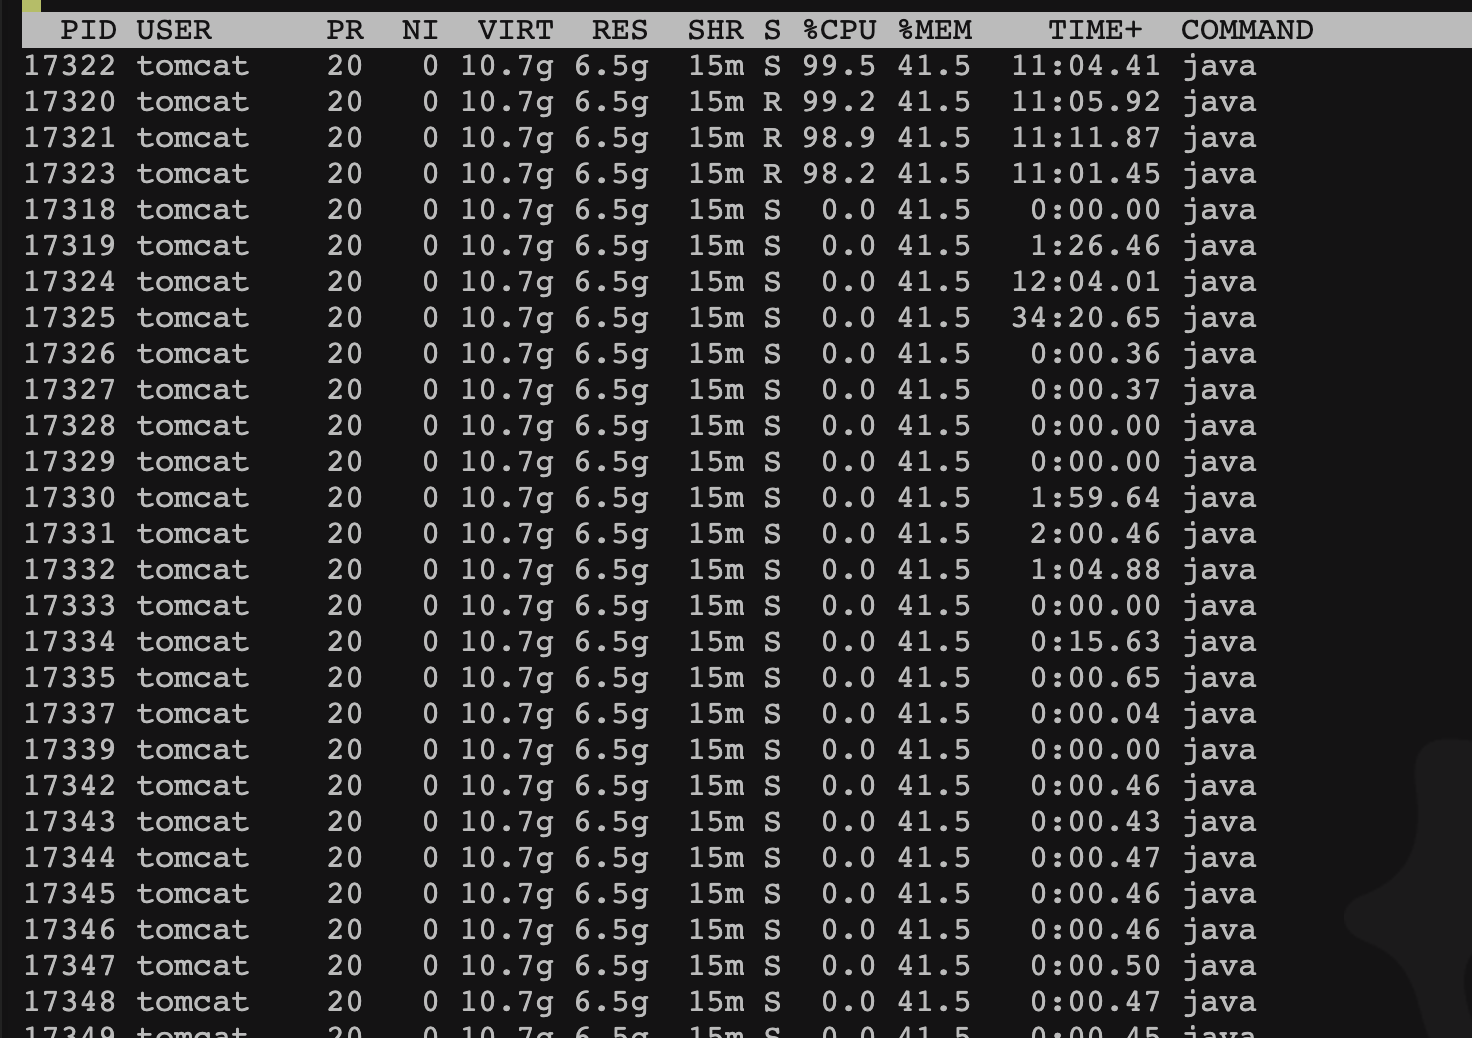 PID USER PR NI VIRT RES SHR S %CPU %MEM TIME+ COMMAND
17322 tomcat 20 0 10.7g 6.5g 15m S 99.5 41.5 11:04.41 java
17320 tomcat 20 0 10.7g 6.5g 15m R 99.2 41.5 11:05.92 java
17321 tomcat 20 0 10.7g 6.5g 15m R 98.9 41.5 11:11.87 java
17323 tomcat 20 0 10.7g 6.5g 15m R 98.2 41.5 11:01.45 java
17318 tomcat 20 0 10.7g 6.5g 15m S 0.0 41.5 0:00.00 java
17319 tomcat 20 0 10.7g 6.5g 15m S 0.0 41.5 1:26.46 java
17324 tomcat 20 0 10.7g 6.5g 15m S 0.0 41.5 12:04.01 java
17325 tomcat 20 0 10.7g 6.5g 15m S 0.0 41.5 34:20.65 java
17326 tomcat 20 0 10.7g 6.5g 15m S 0.0 41.5 0:00.36 java
17327 tomcat 20 0 10.7g 6.5g 15m S 0.0 41.5 0:00.37 java
17328 tomcat 20 0 10.7g 6.5g 15m S 0.0 41.5 0:00.00 java
17329 tomcat 20 0 10.7g 6.5g 15m S 0.0 41.5 0:00.00 java
17330 tomcat 20 0 10.7g 6.5g 15m S 0.0 41.5 1:59.64 java
17331 tomcat 20 0 10.7g 6.5g 15m S 0.0 41.5 2:00.46 java
17332 tomcat 20 0 10.7g 6.5g 15m S 0.0 41.5 1:04.88 java
17333 tomcat 20 0 10.7g 6.5g 15m S 0.0 41.5 0:00.00 java
17334 tomcat 20 0 10.7g 6.5g 15m S 0.0 41.5 0:15.63 java
17335 tomcat 20 0 10.7g 6.5g 15m S 0.0 41.5 0:00.65 java
17337 tomcat 20 0 10.7g 6.5g 15m S 0.0 41.5 0:00.04 java
17339 tomcat 20 0 10.7g 6.5g 15m S 0.0 41.5 0:00.00 java
17342 tomcat 20 0 10.7g 6.5g 15m S 0.0 41.5 0:00.46 java
17343 tomcat 20 0 10.7g 6.5g 15m S 0.0 41.5 0:00.43 java
17344 tomcat 20 0 10.7g 6.5g 15m S 0.0 41.5 0:00.47 java
17345 tomcat 20 0 10.7g 6.5g 15m S 0.0 41.5 0:00.46 java
17346 tomcat 20 0 10.7g 6.5g 15m S 0.0 41.5 0:00.46 java
17347 tomcat 20 0 10.7g 6.5g 15m S 0.0 41.5 0:00.50 java
17348 tomcat 20 0 10.7g 6.5g 15m S 0.0 41.5 0:00.47 java
17349 tomcat 20 0 10.7g 6.5g 15m S 0.0 41.5 0:00.45 java